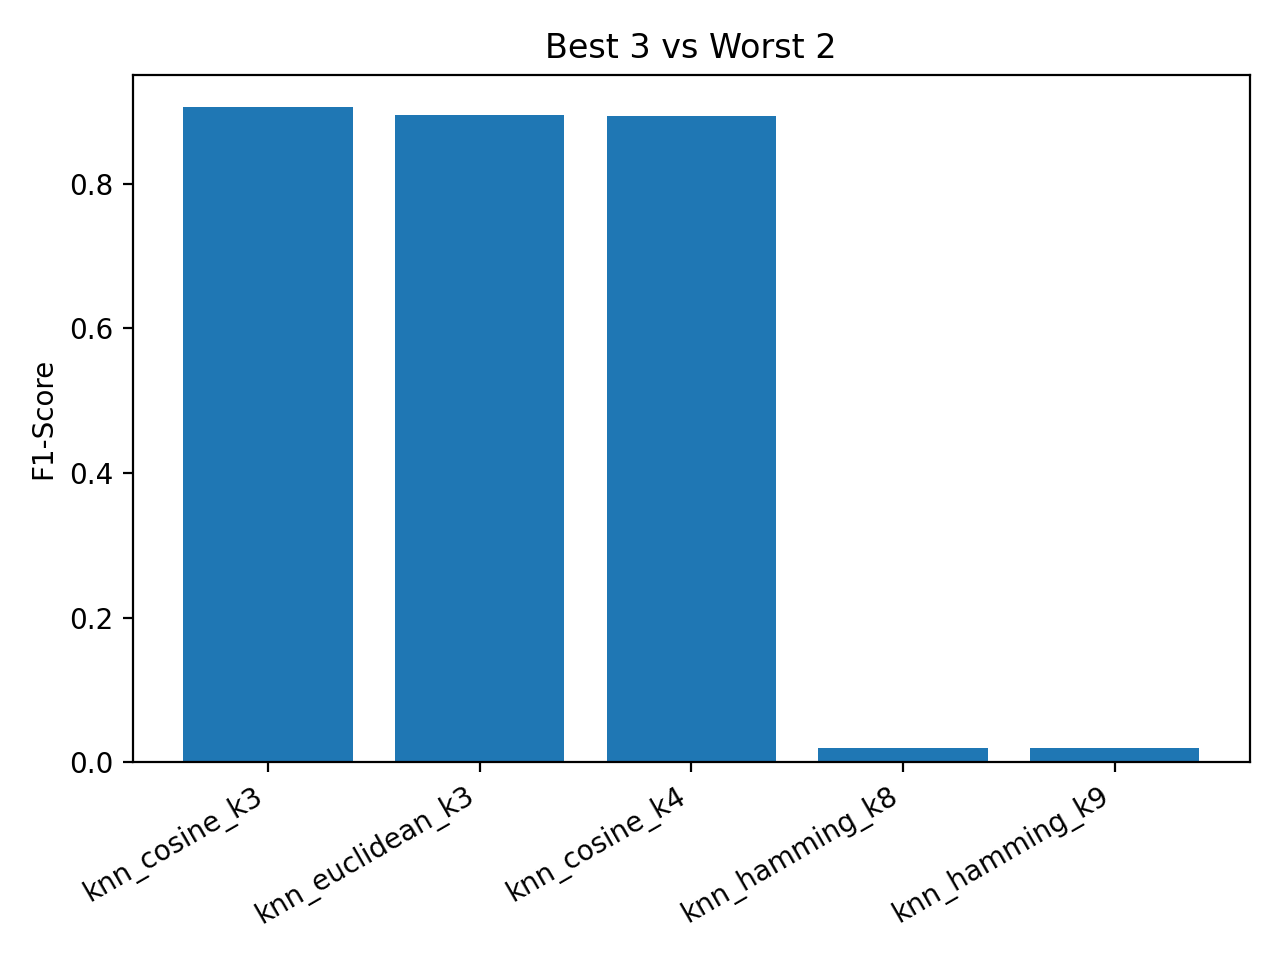 Best 3 vs Worst 2
F1-Score
0.8
0.6
0.4
0.2
0.0
knn_cosine_k3
knn_euclidean_k3
knn_cosine_k4
knn_hamming_k8
knn_hamming_k9